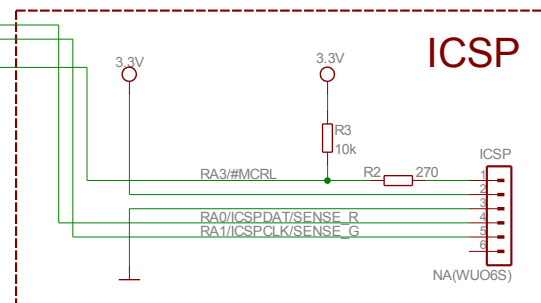 ICSP
3.3V
3.3V
R3
10k
ICSP
RA3/#MCRL
R2
270
1
2
3
RA0/ICSPDAT/SENSE_R
4
RA1/ICSPCLK/SENSE_G
5
6
NA(WUO6S)